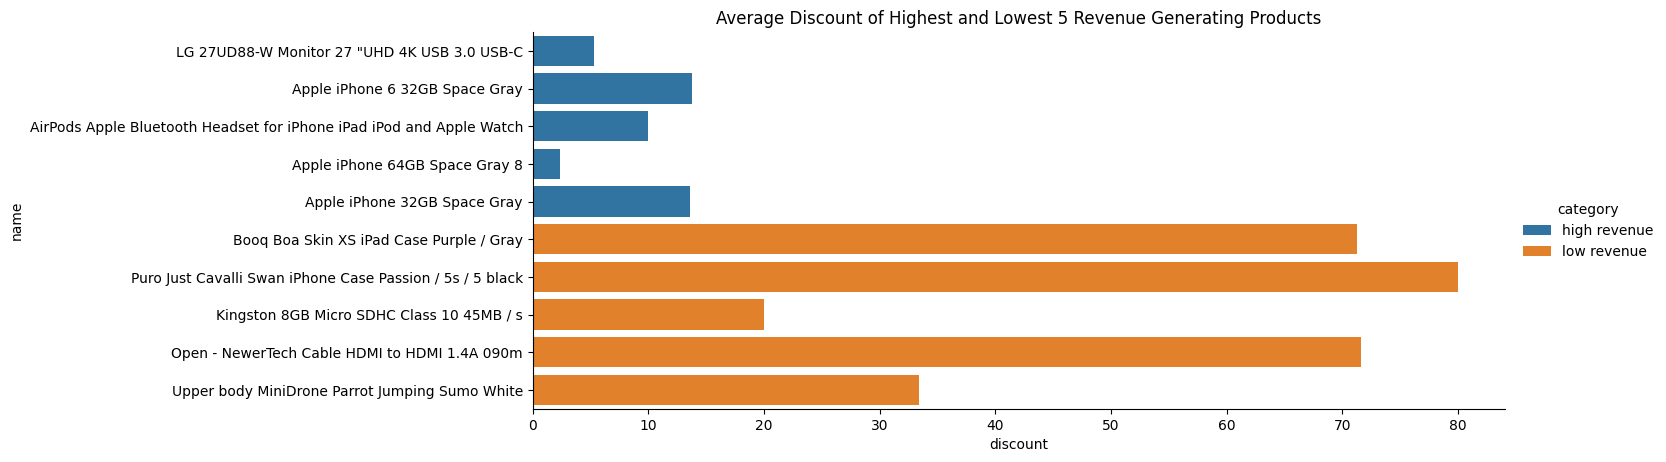 Average Discount of Highest and Lowest 5 Revenue Generating Products
name
LG 27UD88-W Monitor 27 "UHD 4K USB 3.0 USB-C
Apple iPhone 6 32GB Space Gray
AirPods Apple Bluetooth Headset for iPhone iPad iPod and Apple Watch
Apple iPhone 64GB Space Gray 8
Apple iPhone 32GB Space Gray
Booq Boa Skin XS iPad Case Purple / Gray
Puro Just Cavalli Swan iPhone Case Passion / 5s / 5 black
Kingston 8GB Micro SDHC Class 10 45MB / s
Open - NewerTech Cable HDMI to HDMI 1.4A 090m
Upper body MiniDrone Parrot Jumping Sumo White
0 10 20 30 40 50 60 70 80
discount
category
high revenue
low revenue